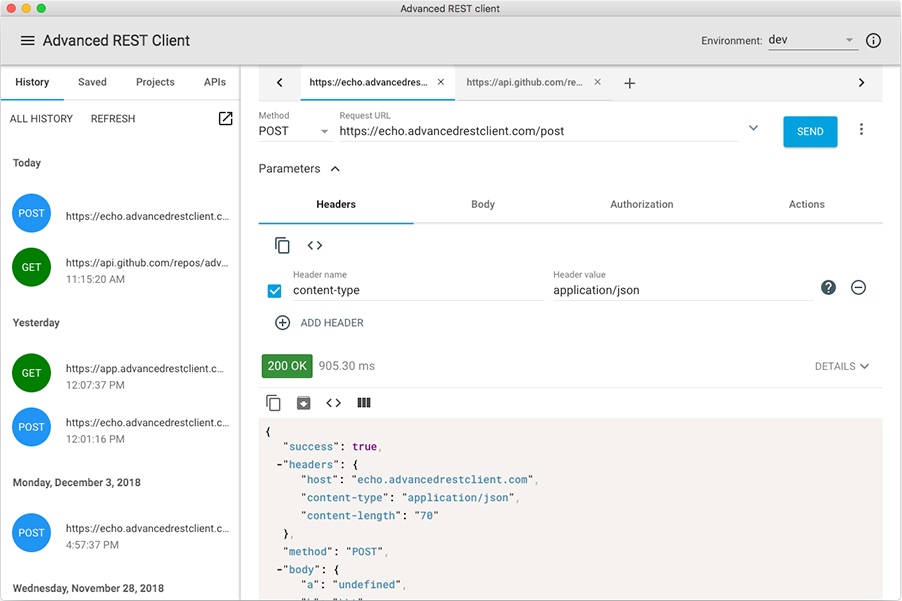 Advanced REST client
Advanced REST Client
Environment: dev
History Saved Projects APIs
ALL HISTORY REFRESH
Today
POST https://echo.advancedrestclient.c...
GET https://api.github.com/repos/adv...
11:15:20 AM
Yesterday
GET https://app.advancedrestclient.c...
12:07:37 PM
POST https://echo.advancedrestclient.c...
12:01:16 PM
Monday, December 3, 2018
POST https://echo.advancedrestclient.c...
4:57:37 PM
Wednesday, November 28, 2018
https://echo.advancedres... https://api.github.com/re...
Method Request URL
POST https://echo.advancedrestclient.com/post
SEND
Parameters
Headers Body Authorization Actions
Header name Header value
content-type application/json
ADD HEADER
200 OK 905.30 ms DETAILS
{
"success": true,
-"headers": {
"host": "echo.advancedrestclient.com",
"content-type": "application/json",
"content-length": "70"
},
"method": "POST",
-"body": {
"a": "undefined",